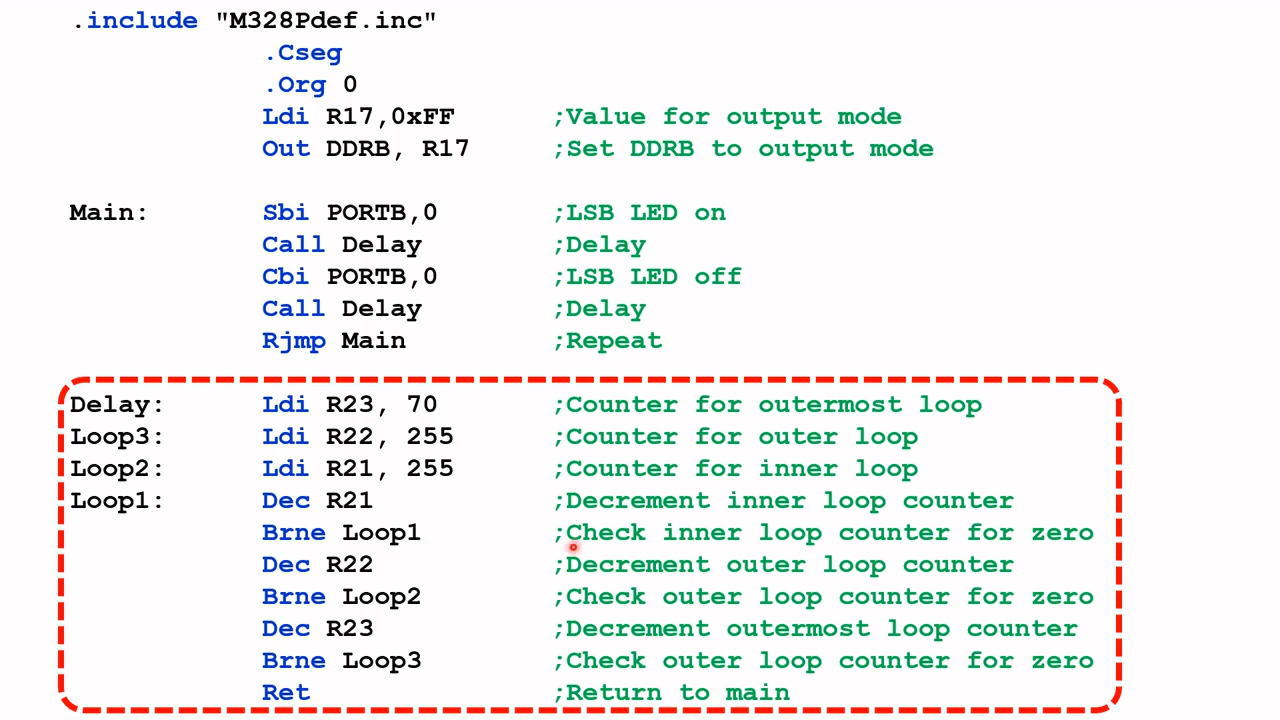 .include "M328Pdef.inc"
.Cseg
.Org 0
Ldi R17,0xFF ;Value for output mode
Out DDRB, R17 ;Set DDRB to output mode
Main: Sbi PORTB,0 ;LSB LED on
Call Delay ;Delay
Cbi PORTB,0 ;LSB LED off
Call Delay ;Delay
Rjmp Main ;Repeat
Delay: Ldi R23, 70 ;Counter for outermost loop
Loop3: Ldi R22, 255 ;Counter for outer loop
Loop2: Ldi R21, 255 ;Counter for inner loop
Loop1: Dec R21 ;Decrement inner loop counter
Brne Loop1 ;Check inner loop counter for zero
Dec R22 ;Decrement outer loop counter
Brne Loop2 ;Check outer loop counter for zero
Dec R23 ;Decrement outermost loop counter
Brne Loop3 ;Check outer loop counter for zero
Ret ;Return to main